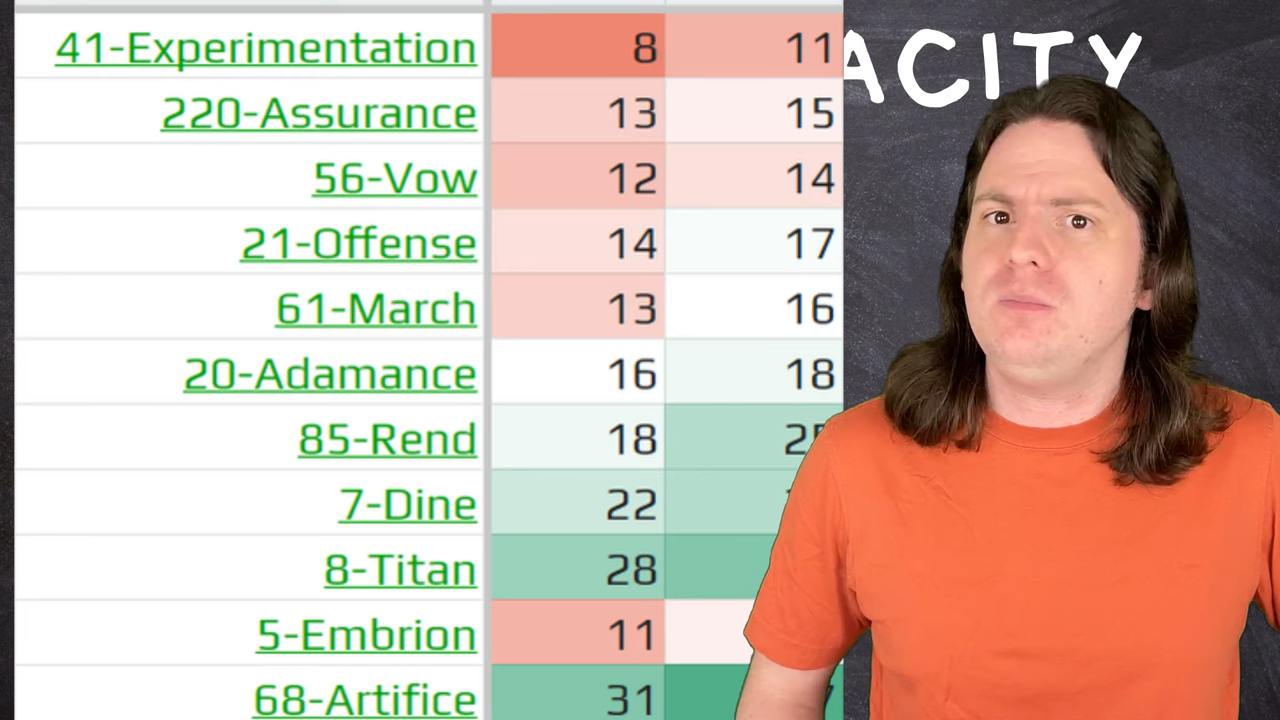 41-Experimentation 8 11
ACITY
220-Assurance 13 15
56-Vow 12 14
21-Offense 14 17
61-March 13 16
20-Adamance 16 18
85-Rend 18
7-Dine 22
8-Titan 28
5-Embrion 11
68-Artifice 31